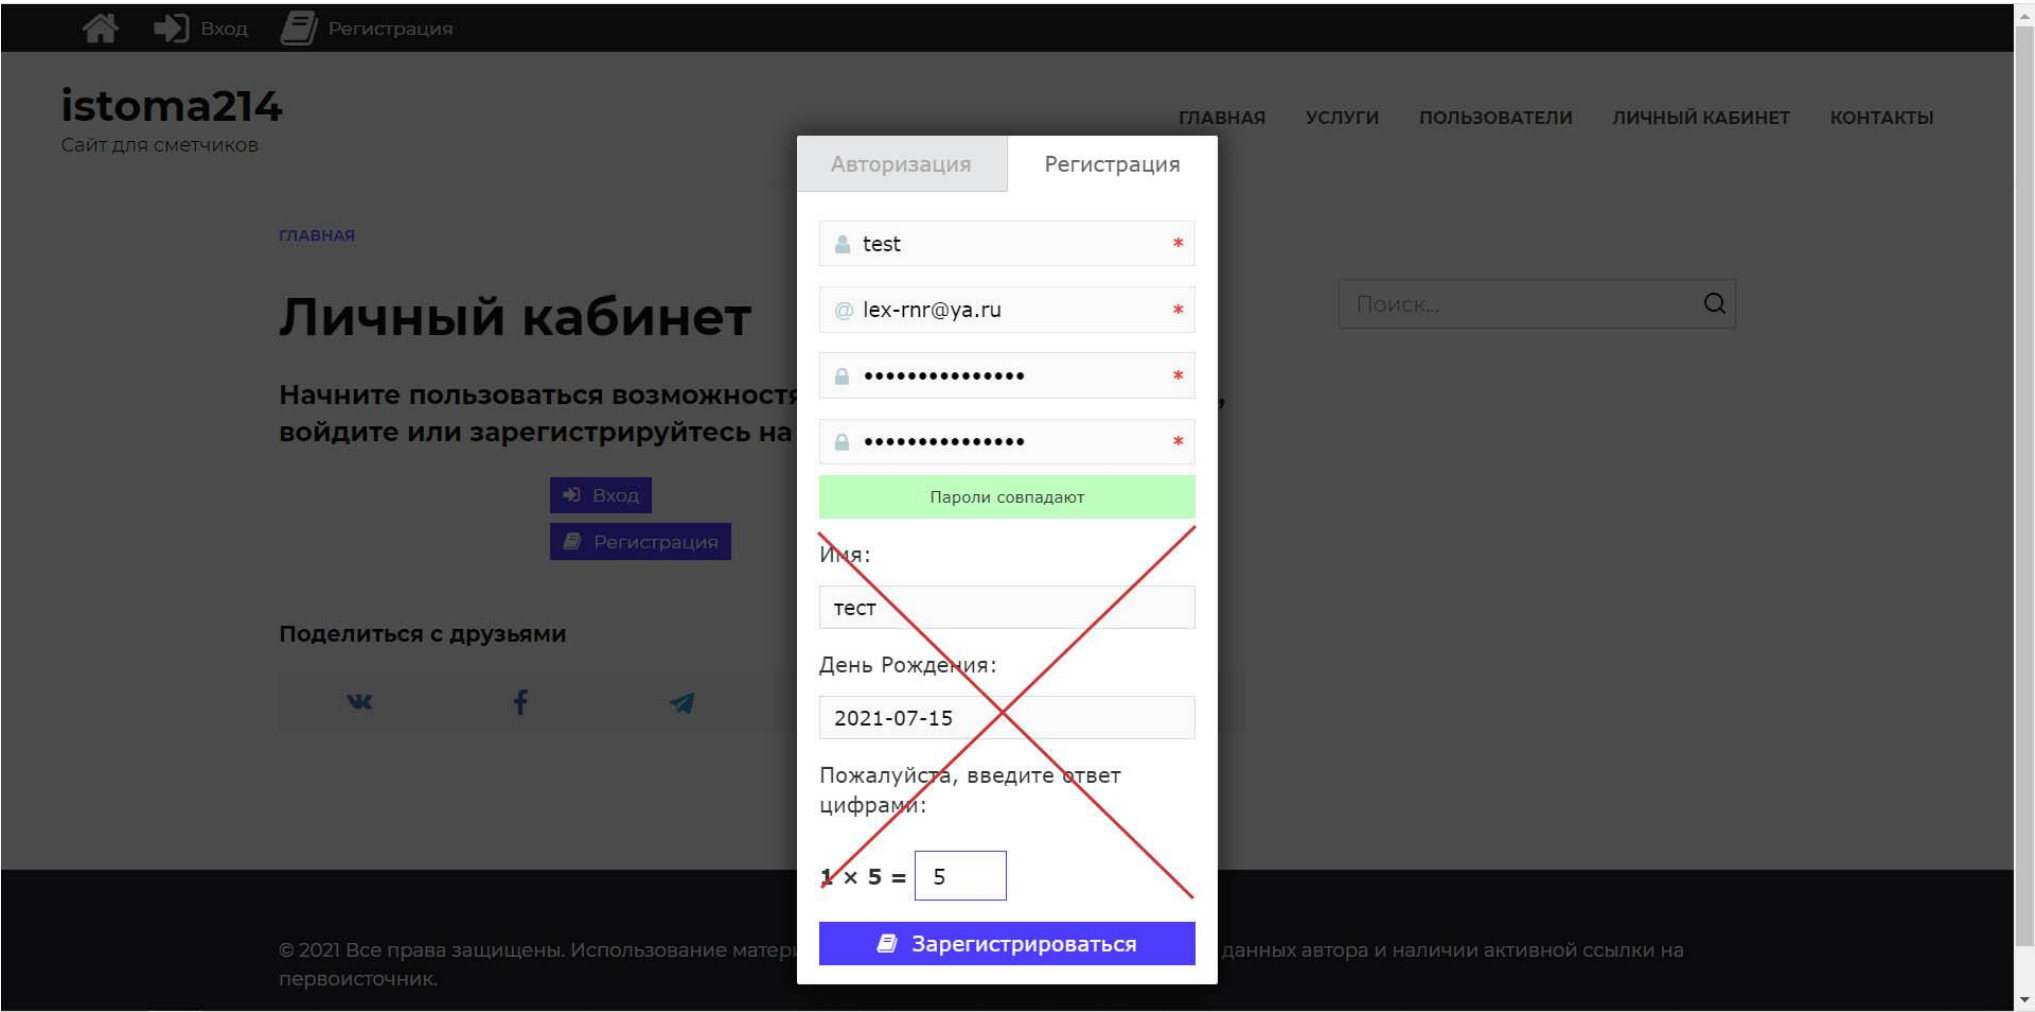 Вход
Регистрация
istoma214
Сайт для сметчиков
ГЛАВНАЯ
УСЛУГИ
ПОЛЬЗОВАТЕЛИ
ЛИЧНЫЙ КАБИНЕТ
КОНТАКТЫ
ГЛАВНАЯ
Личный кабинет
Начните пользоваться возможностя
,
войдите или зарегистрируйтесь на
Вход
Регистрация
Поделиться с друзьями
Поиск...
Авторизация
Регистрация
test *
@ lex-rnr@ya.ru *
••••••••••••••• *
••••••••••••••• *
Пароли совпадают
Имя:
тест
День Рождения:
2021-07-15
Пожалуйста, введите ответ
цифрами:
1 × 5 = 5
Зарегистрироваться
© 2021 Все права защищены. Использование матери
данных автора и наличии активной ссылки на
первоисточник.